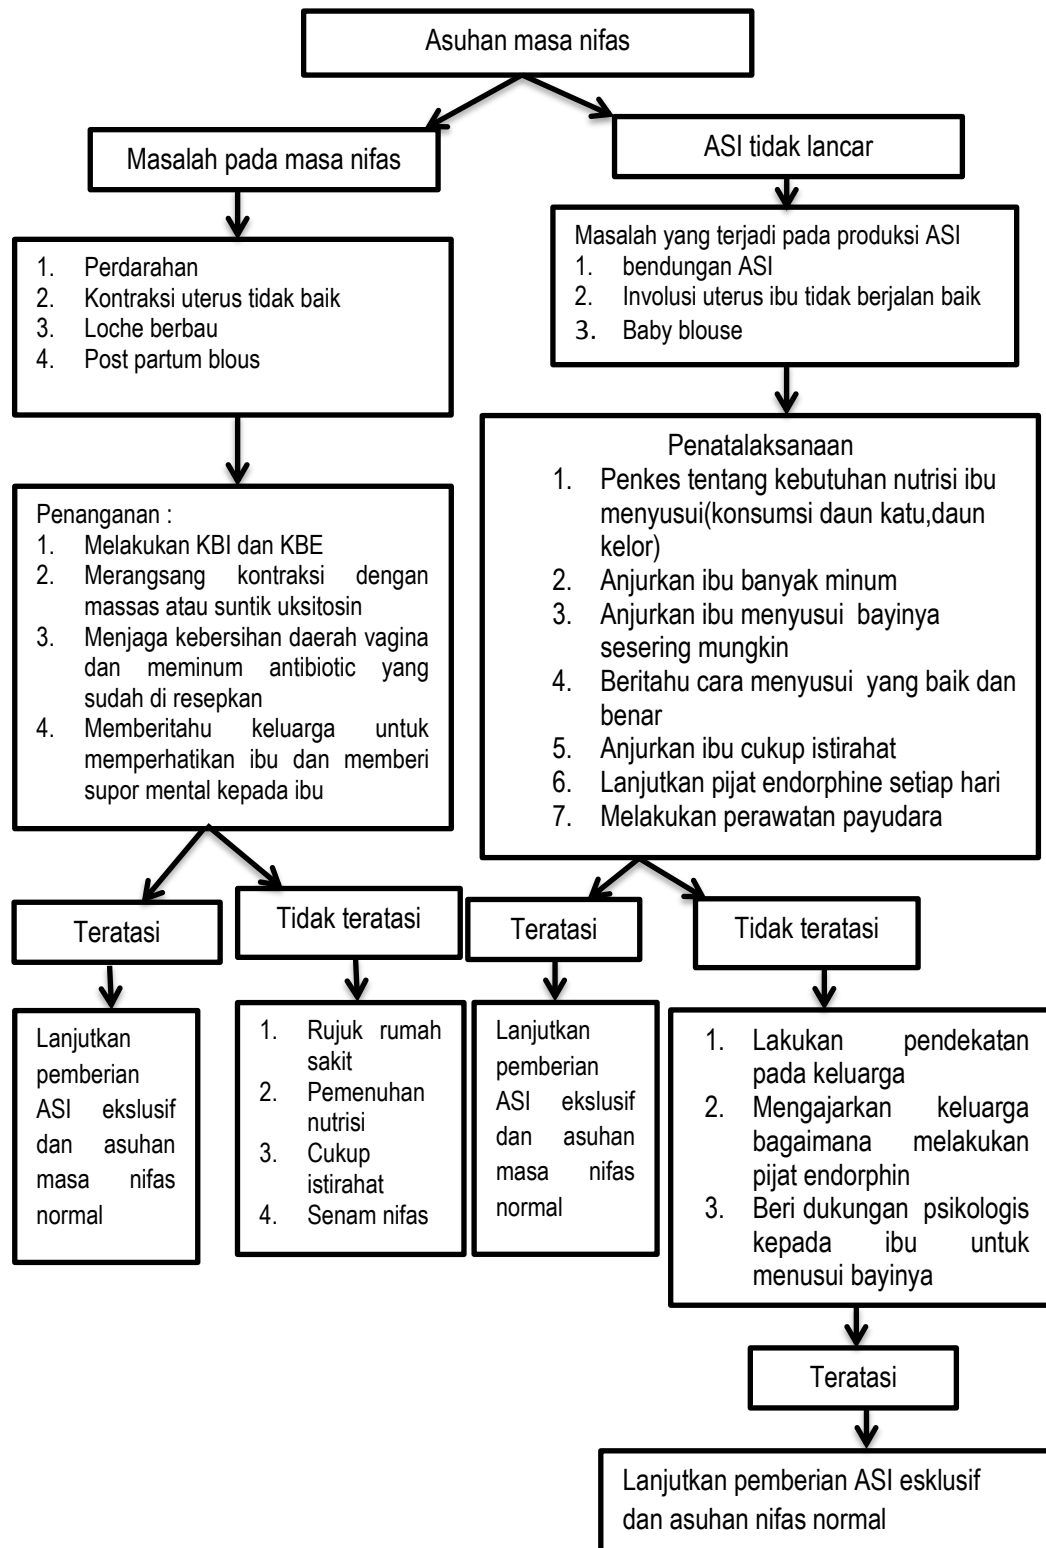 Asuhan masa nifas
Masalah pada masa nifas
ASI tidak lancar
1. Perdarahan
2. Kontraksi uterus tidak baik
3. Loche berbau
4. Post partum blous
Masalah yang terjadi pada produksi ASI
1. bendungan ASI
2. Involusi uterus ibu tidak berjalan baik
3. Baby blouse
Penanganan :
1. Melakukan KBI dan KBE
2. Merangsang kontraksi dengan
massas atau suntik uksitosin
3. Menjaga kebersihan daerah vagina
dan meminum antibiotic yang
sudah di resepkan
4. Memberitahu keluarga untuk
memperhatikan ibu dan memberi
supor mental kepada ibu
Penatalaksanaan
1. Penkes tentang kebutuhan nutrisi ibu
menyusui(konsumsi daun katu,daun
kelor)
2. Anjurkan ibu banyak minum
3. Anjurkan ibu menyusui bayinya
sesering mungkin
4. Beritahu cara menyusui yang baik dan
benar
5. Anjurkan ibu cukup istirahat
6. Lanjutkan pijat endorphine setiap hari
7. Melakukan perawatan payudara
Teratasi
Tidak teratasi
Teratasi
Tidak teratasi
Lanjutkan
pemberian
ASI ekslusif
dan asuhan
masa nifas
normal
1. Rujuk rumah
sakit
2. Pemenuhan
nutrisi
3. Cukup
istirahat
4. Senam nifas
Lanjutkan
pemberian
ASI ekslusif
dan asuhan
masa nifas
normal
1. Lakukan pendekatan
pada keluarga
2. Mengajarkan keluarga
bagaimana melakukan
pijat endorphin
3. Beri dukungan psikologis
kepada ibu untuk
menusui bayinya
Teratasi
Lanjutkan pemberian ASI esklusif
dan asuhan nifas normal